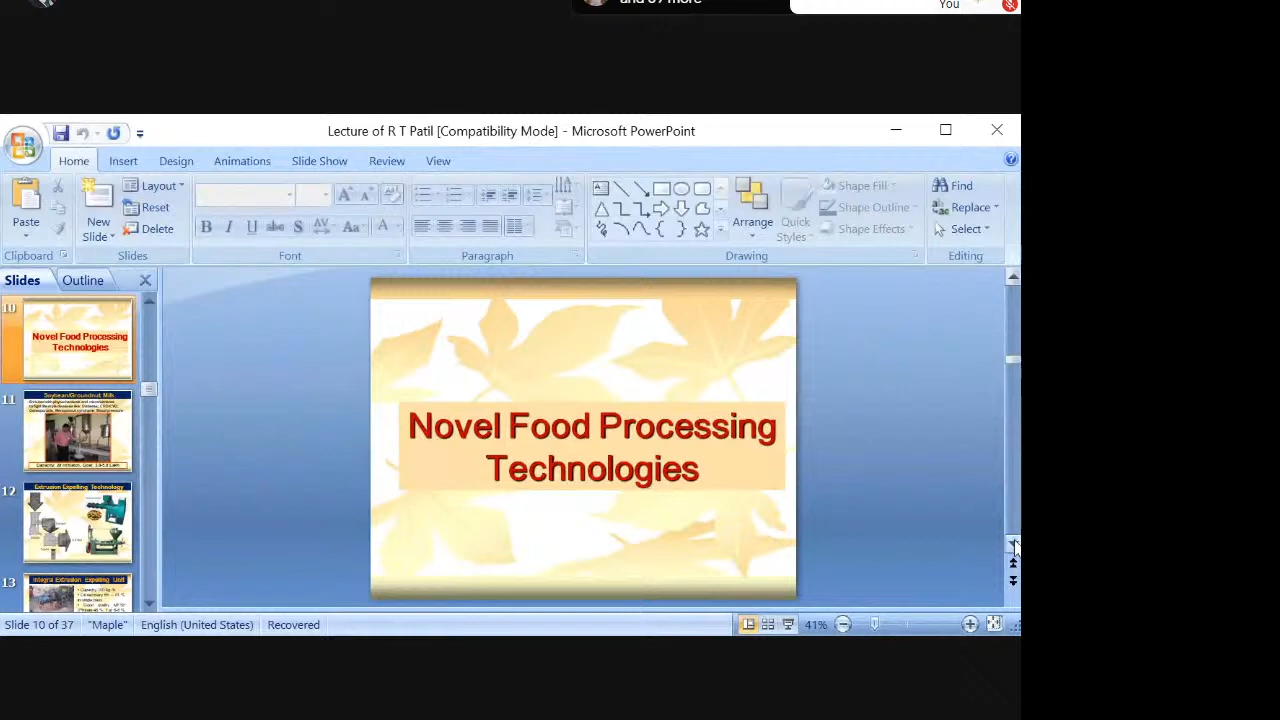 and 37 more
You
Lecture of R T Patil [Compatibility Mode] - Microsoft PowerPoint
Home Insert Design Animations Slide Show Review View
Paste
New
Slide
Layout
Reset
Delete
Shape Fill
Shape Outline
Shape Effects
Arrange
Quick
Styles
Find
Replace
Select
Clipboard Slides Font Paragraph Drawing Editing
Slides Outline
10
Novel Food Processing
Technologies
11
Soybean/Groundnut Milk
12
Extrusion Expelling Technology
13
Integral Extrusion Expelling Unit
Novel Food Processing
Technologies
Slide 10 of 37 "Maple" English (United States) Recovered 41%